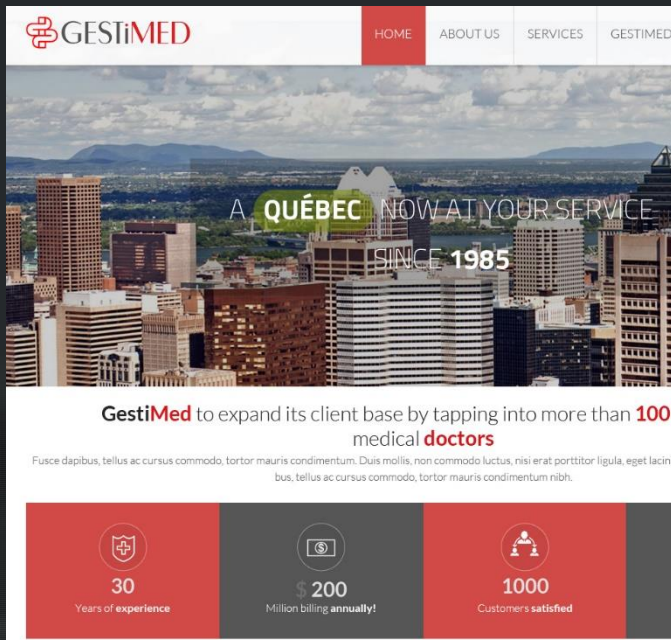 GESTiMED
HOME
ABOUT US
SERVICES
GESTIMED
A QUÉBEC NOW AT YOUR SERVICE
SINCE 1985
GestiMed to expand its client base by tapping into more than 100
medical doctors
Fusce dapibus, tellus ac cursus commodo, tortor mauris condimentum. Duis mollis, non commodo luctus, nisi erat porttitor ligula, eget lacin
bus, tellus ac cursus commodo, tortor mauris condimentum nibh.
30
Years of experience
$ 200
Million billing annually!
1000
Customers satisfied